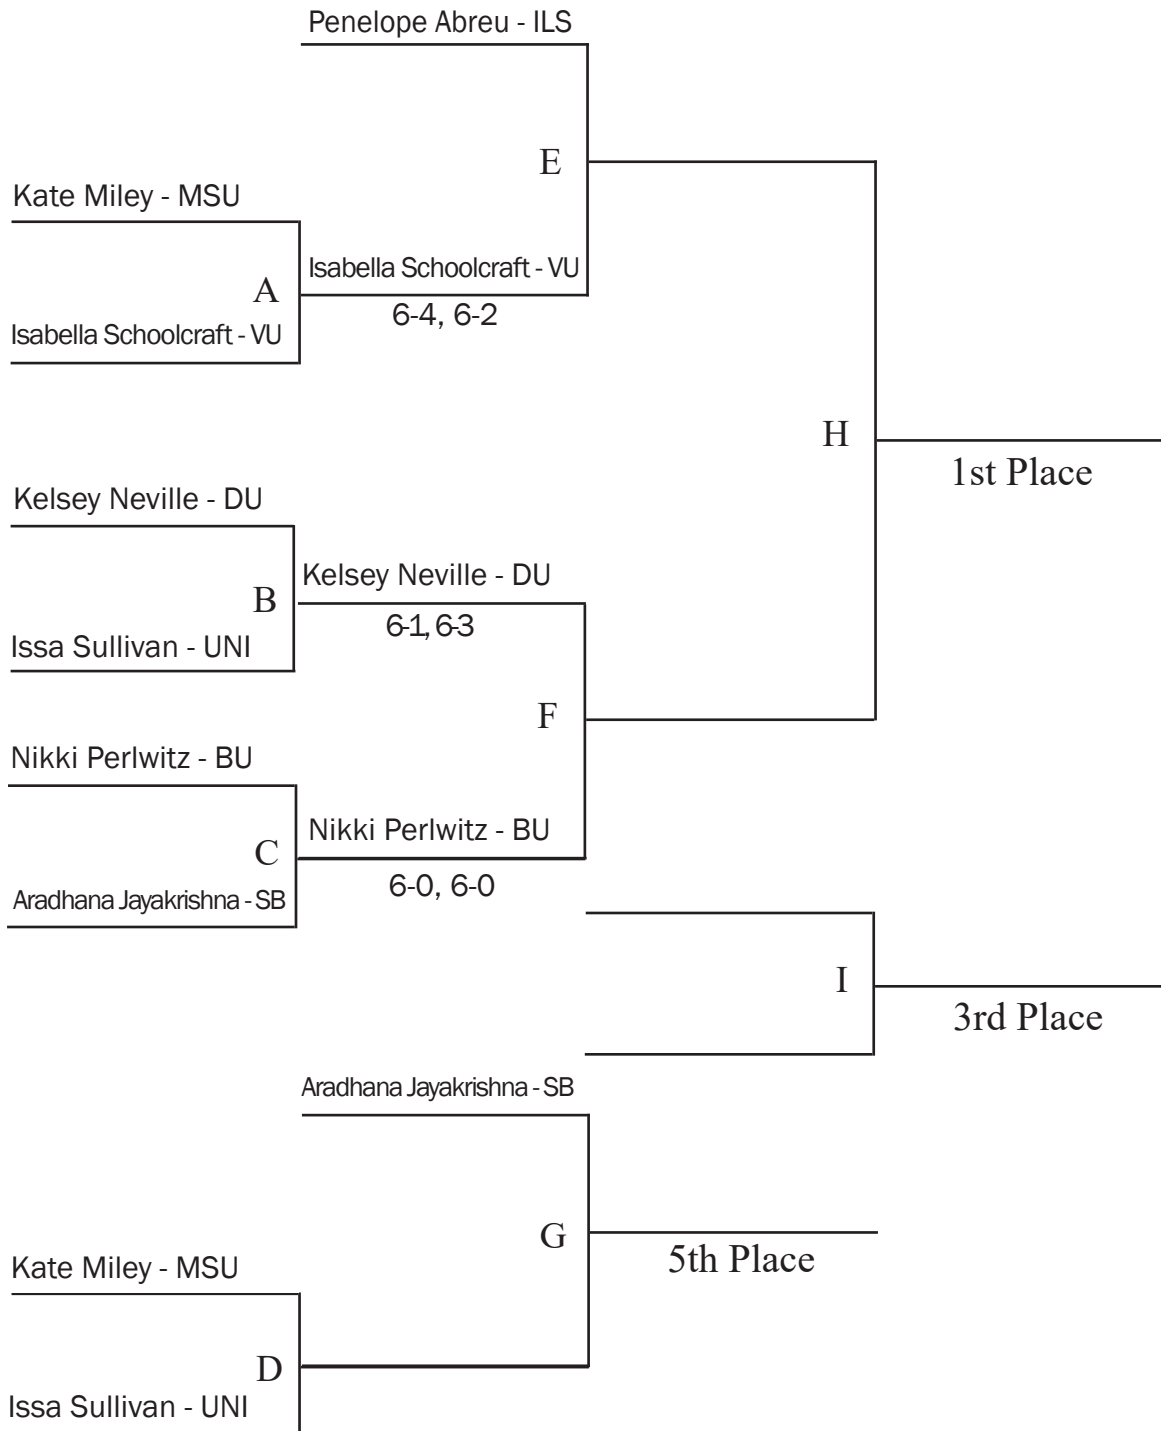 Penelope Abreu - ILS
E
Kate Miley - MSU
A
Isabella Schoolcraft - VU
6-4, 6-2
Isabella Schoolcraft - VU
H
1st Place
Kelsey Neville - DU
B
Kelsey Neville - DU
6-1, 6-3
Issa Sullivan - UNI
F
Nikki Perlwitz - BU
C
Nikki Perlwitz - BU
6-0, 6-0
Aradhana Jayakrishna - SB
I
3rd Place
Aradhana Jayakrishna - SB
G
5th Place
Kate Miley - MSU
D
Issa Sullivan - UNI